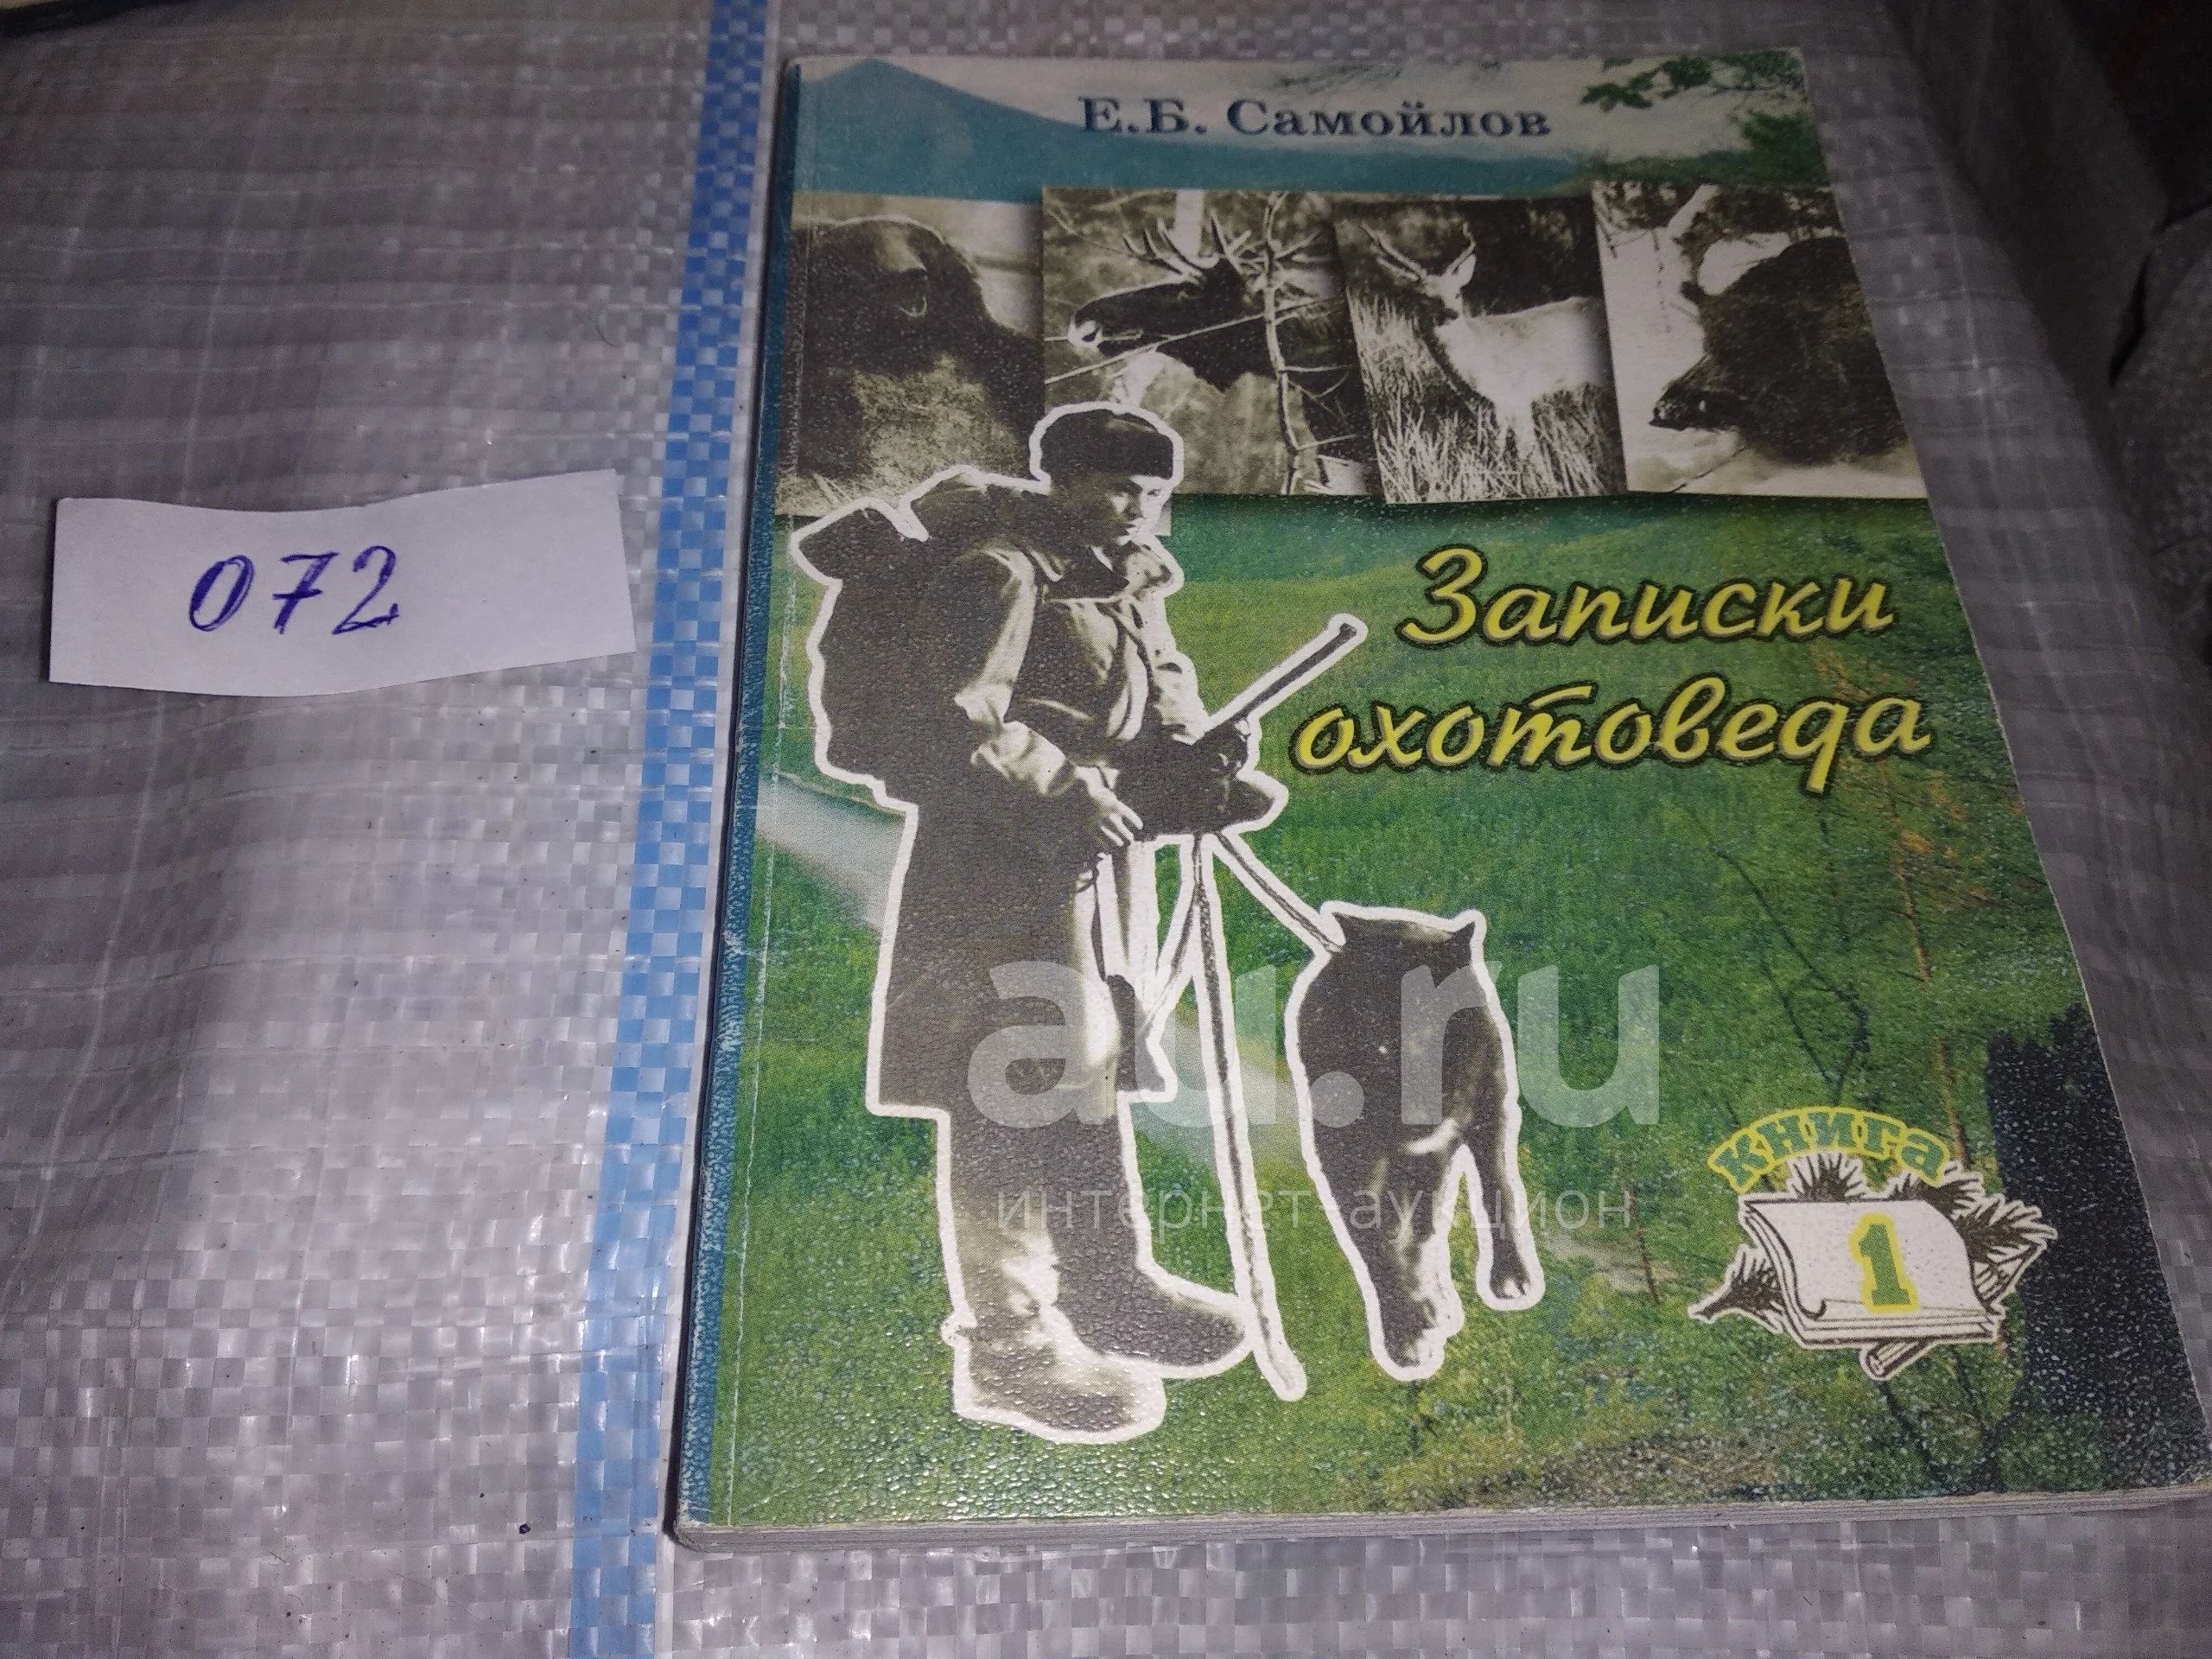 Е.Б. Самойлов
072
Записки
охотоведа
au.ru
интернет-аукцион
книга
1